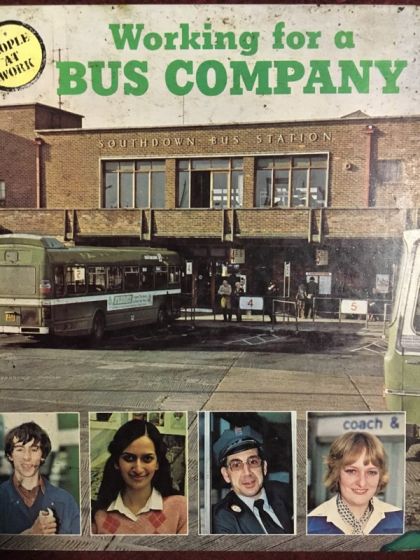 PEOPLE
AT
WORK
Working for a
BUS COMPANY
SOUTHDOWN BUS STATION
4
5
coach &